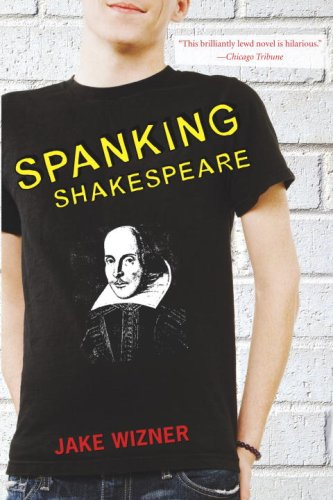 "This brilliantly lewd novel is hilarious."
—Chicago Tribune
SPANKING
SHAKESPEARE
JAKE WIZNER